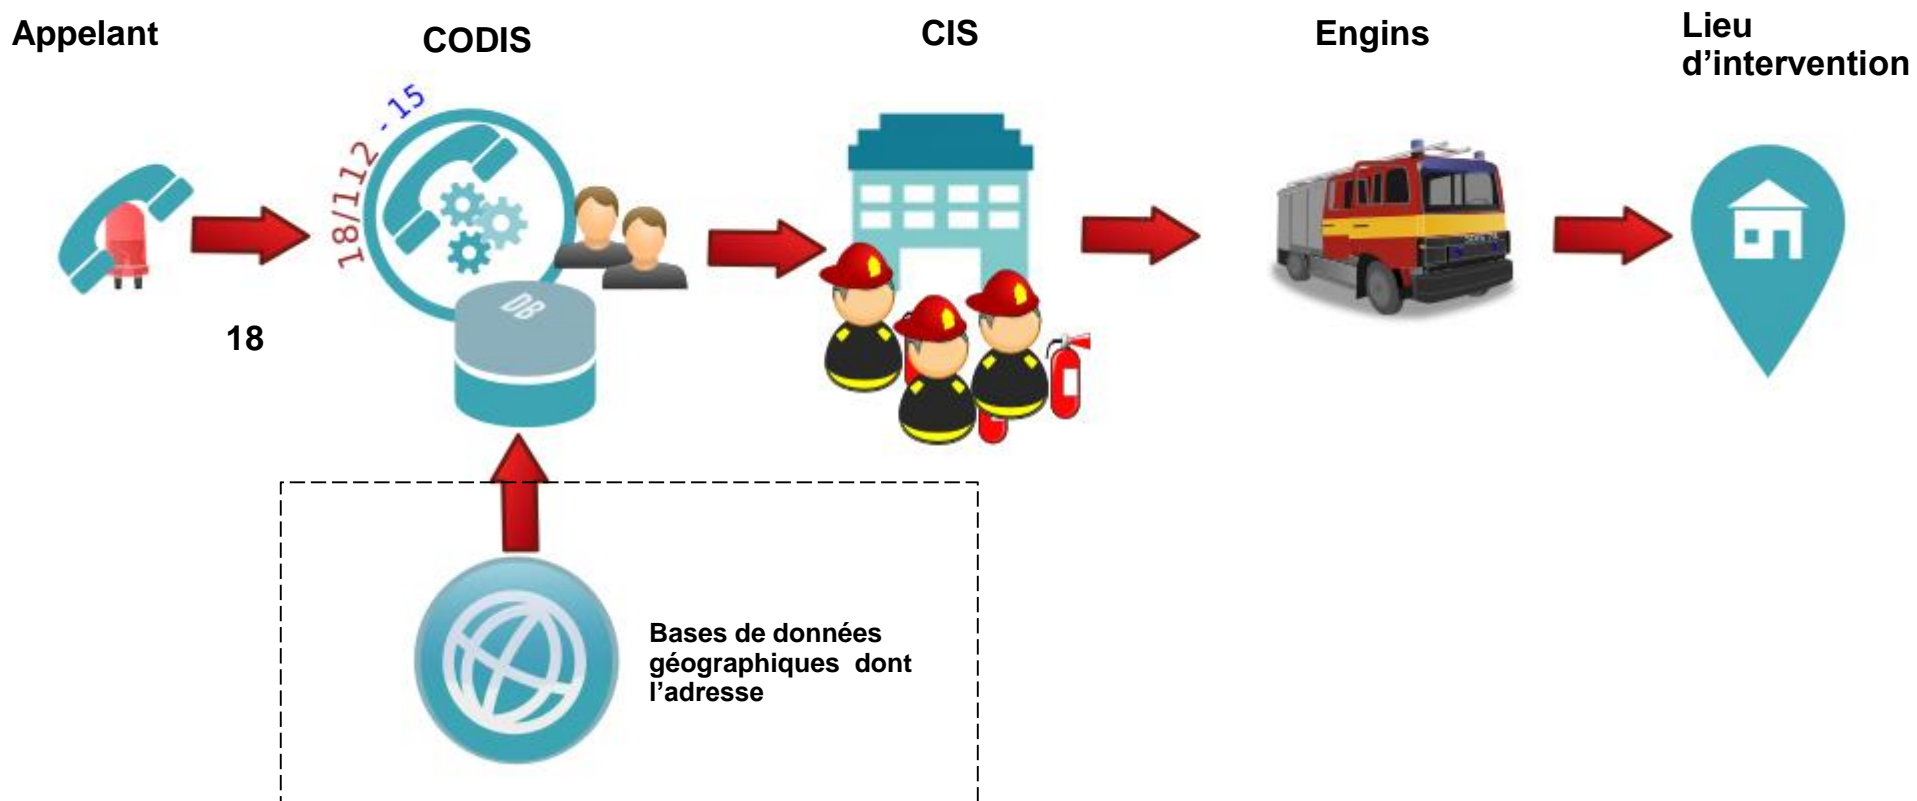 Appelant
CODIS
CIS
Engins
Lieu
d’intervention
18/112 - 15
18
DB
Bases de données
géographiques dont
l’adresse